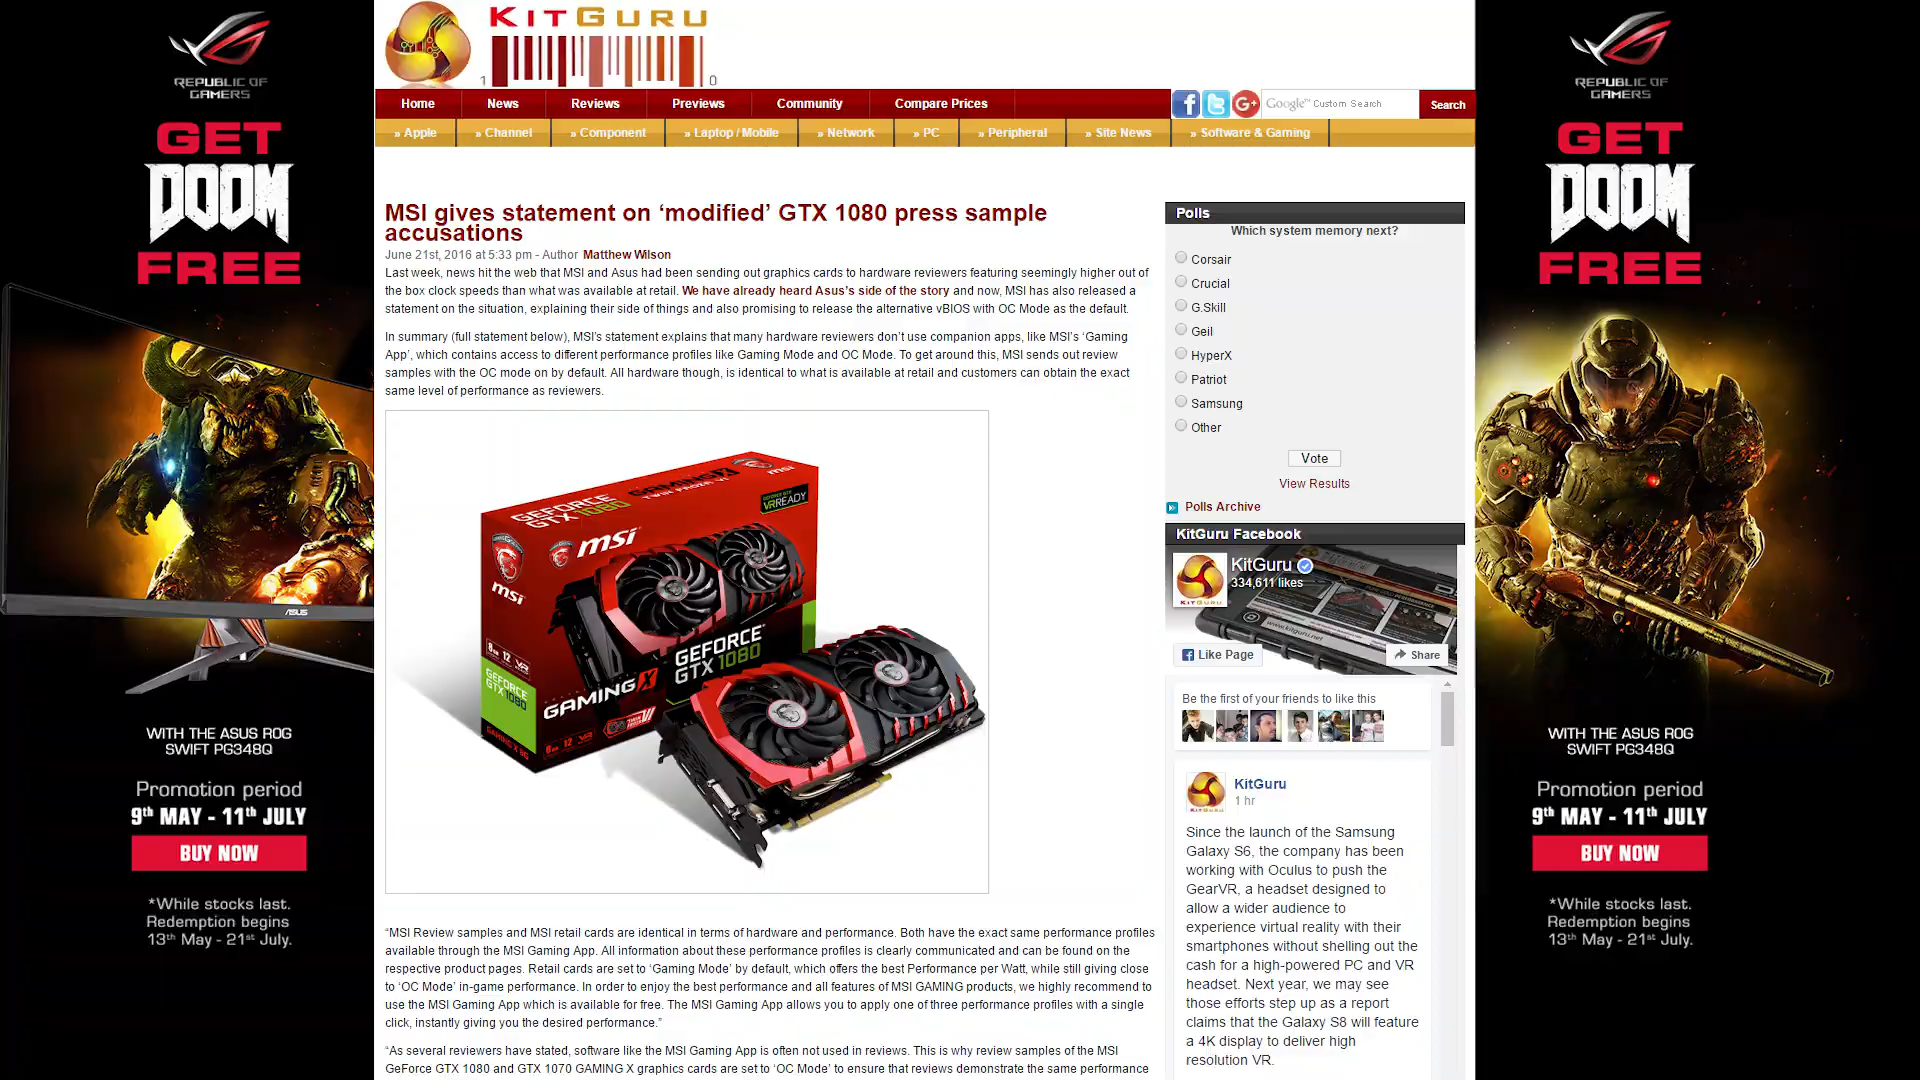 REPUBLIC OF
GAMERS
GET
DOOM
FREE
ASUS
WITH THE ASUS ROG
SWIFT PG348Q
Promotion period
9th MAY - 11th JULY
BUY NOW
*While stocks last.
Redemption begins
13th May - 21st July.
KITGURU
1 0
Home News Reviews Previews Community Compare Prices
Google™ Custom Search
Search
» Apple » Channel » Component » Laptop / Mobile » Network » PC » Peripheral » Site News » Software & Gaming
MSI gives statement on ‘modified’ GTX 1080 press sample
accusations
June 21st, 2016 at 5:33 pm - Author Matthew Wilson
Last week, news hit the web that MSI and Asus had been sending out graphics cards to hardware reviewers featuring seemingly higher out of
the box clock speeds than what was available at retail. We have already heard Asus's side of the story and now, MSI has also released a
statement on the situation, explaining their side of things and also promising to release the alternative vBIOS with OC Mode as the default.
In summary (full statement below), MSI's statement explains that many hardware reviewers don't use companion apps, like MSI's ‘Gaming
App’, which contains access to different performance profiles like Gaming Mode and OC Mode. To get around this, MSI sends out review
samples with the OC mode on by default. All hardware though, is identical to what is available at retail and customers can obtain the exact
same level of performance as reviewers.
GAMING X
TWIN FROZR VI
msi
GEFORCE
GTX 1080
GEFORCE GTX
VR READY
msi
msi
GEFORCE
GTX 1080
GEFORCE
GTX 1080
GAMING X
“MSI Review samples and MSI retail cards are identical in terms of hardware and performance. Both have the exact same performance profiles
available through the MSI Gaming App. All information about these performance profiles is clearly communicated and can be found on the
respective product pages. Retail cards are set to ‘Gaming Mode’ by default, which offers the best Performance per Watt, while still giving close
to ‘OC Mode’ in-game performance. In order to enjoy the best performance and all features of MSI GAMING products, we highly recommend to
use the MSI Gaming App which is available for free. The MSI Gaming App allows you to apply one of three performance profiles with a single
click, instantly giving you the desired performance.”
“As several reviewers have stated, software like the MSI Gaming App is often not used in reviews. This is why review samples of the MSI
GeForce GTX 1080 and GTX 1070 GAMING X graphics cards are set to ‘OC Mode’ to ensure that reviews demonstrate the same performance
Polls
Which system memory next?
Corsair
Crucial
G.Skill
Geil
HyperX
Patriot
Samsung
Other
Vote
View Results
Polls Archive
KitGuru Facebook
KitGuru
334,611 likes
KITGURU
www.kitguru.net
Like Page
Share
Be the first of your friends to like this
KitGuru
1 hr
KITGURU
Since the launch of the Samsung
Galaxy S6, the company has been
working with Oculus to push the
GearVR, a headset designed to
allow a wider audience to
experience virtual reality with their
smartphones without shelling out the
cash for a high-powered PC and VR
headset. Next year, we may see
those efforts step up as a report
claims that the Galaxy S8 will feature
a 4K display to deliver high
resolution VR.
REPUBLIC OF
GAMERS
GET
DOOM
FREE
WITH THE ASUS ROG
SWIFT PG348Q
Promotion period
9th MAY - 11th JULY
BUY NOW
*While stocks last.
Redemption begins
13th May - 21st July.